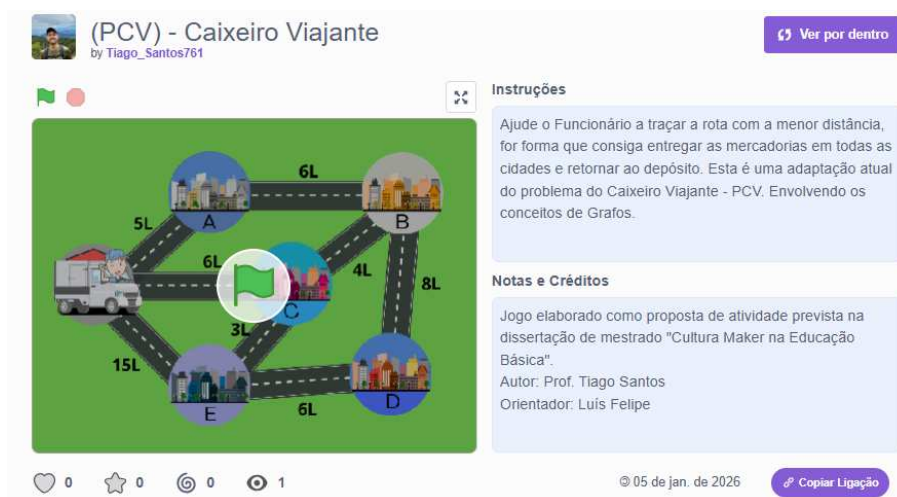 (PCV) - Caixeiro Viajante
by Tiago_Santos761
Ver por dentro
Instruções
Ajude o Funcionário a traçar a rota com a menor distância,
for forma que consiga entregar as mercadorias em todas as
cidades e retornar ao depósito. Esta é uma adaptação atual
do problema do Caixeiro Viajante - PCV. Envolvendo os
conceitos de Grafos.
6L
A
B
5L
6L
C
4L
8L
3L
15L
E
6L
D
Notas e Créditos
Jogo elaborado como proposta de atividade prevista na
dissertação de mestrado "Cultura Maker na Educação
Básica".
Autor: Prof. Tiago Santos
Orientador: Luís Felipe
0 0 0 1
© 05 de jan. de 2026
Copiar Ligação